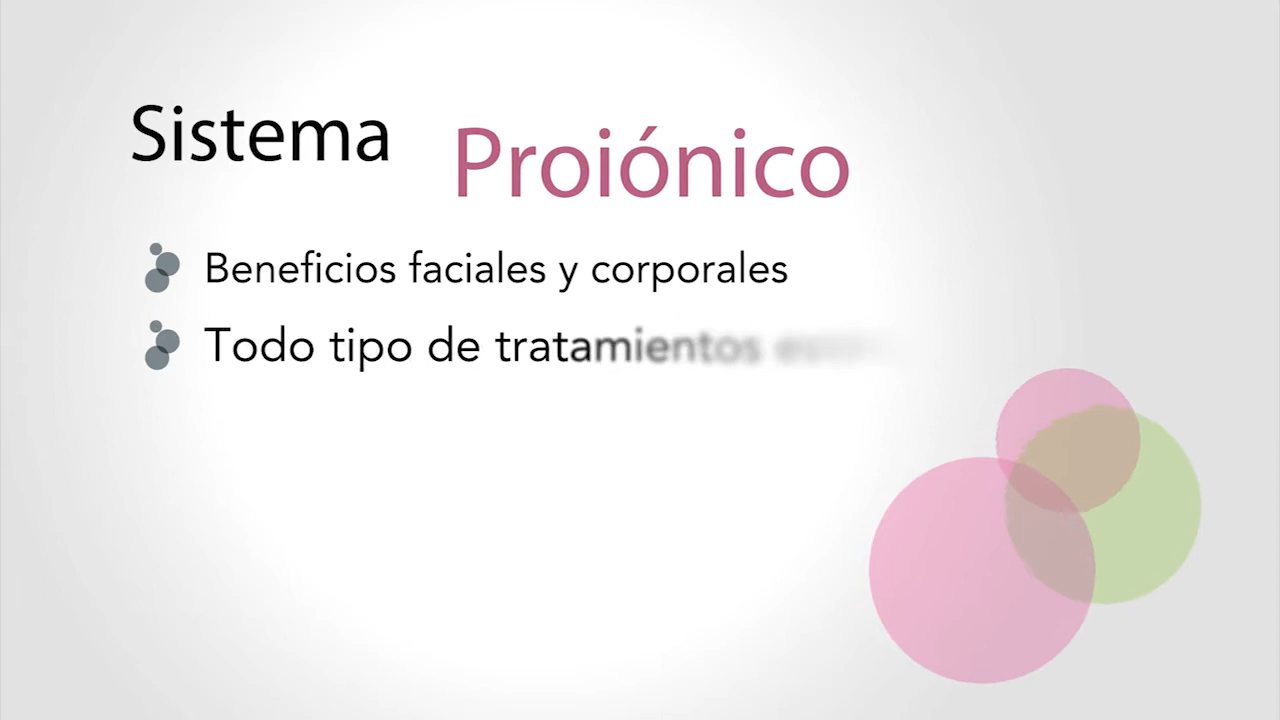 Sistema Proiónico
Beneficios faciales y corporales
Todo tipo de tratamientos